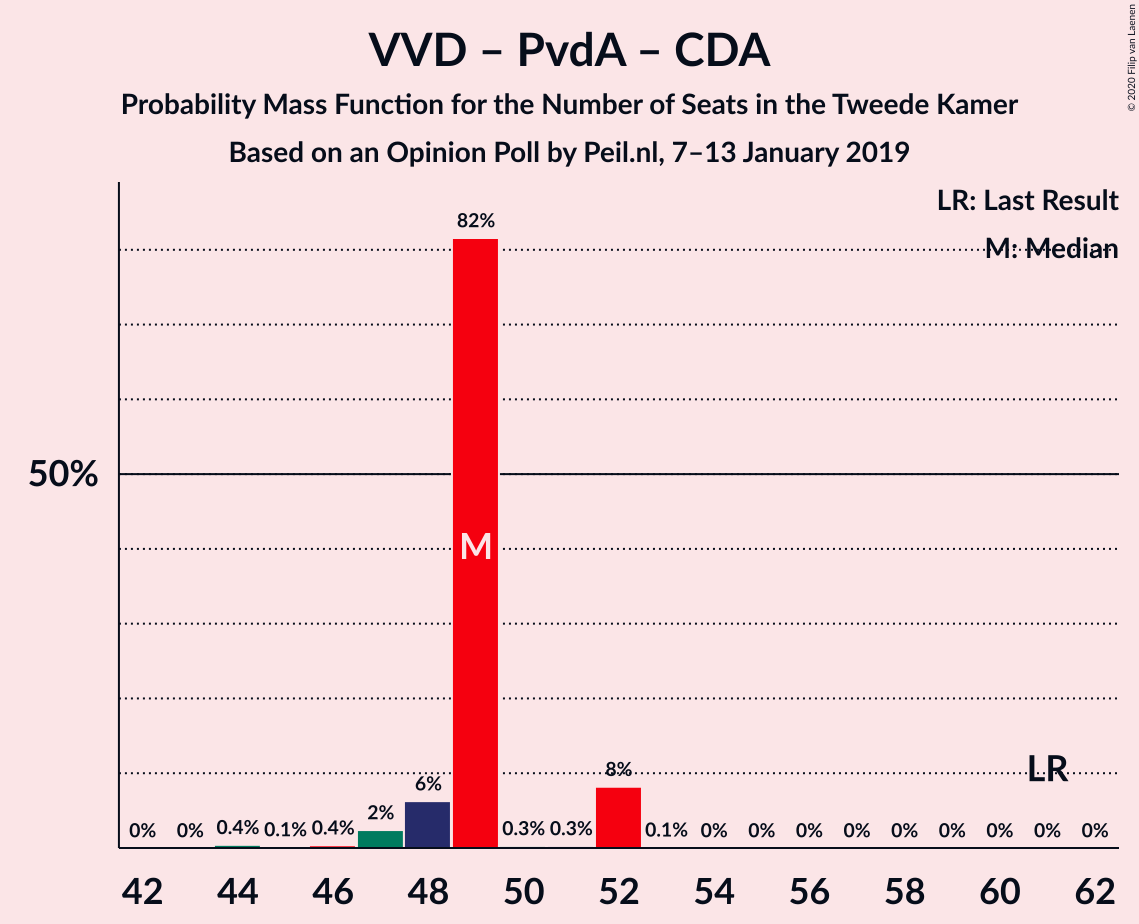 © 2020 Filip van Laenen
VVD – PvdA – CDA
Probability Mass Function for the Number of Seats in the Tweede Kamer
Based on an Opinion Poll by Peil.nl, 7–13 January 2019
LR: Last Result
M: Median
82%
50%
M
LR
8%
6%
2%
0% 0% 0.4% 0.1% 0.4% 0.3% 0.3% 0.1% 0% 0% 0% 0% 0% 0% 0% 0% 0%
42 44 46 48 50 52 54 56 58 60 62